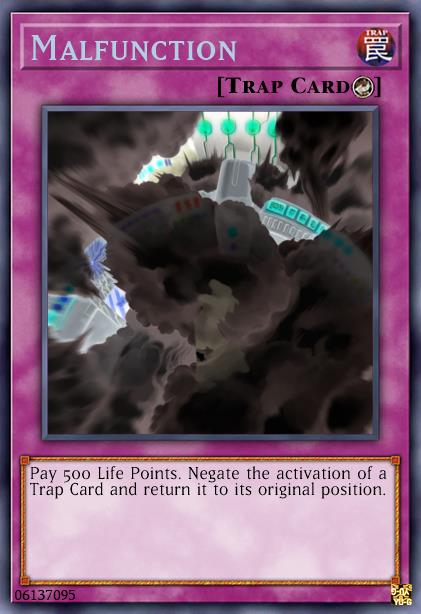 MALFUNCTION
TRAP
罠
[TRAP CARD]
Pay 500 Life Points. Negate the activation of a
Trap Card and return it to its original position.
06137095